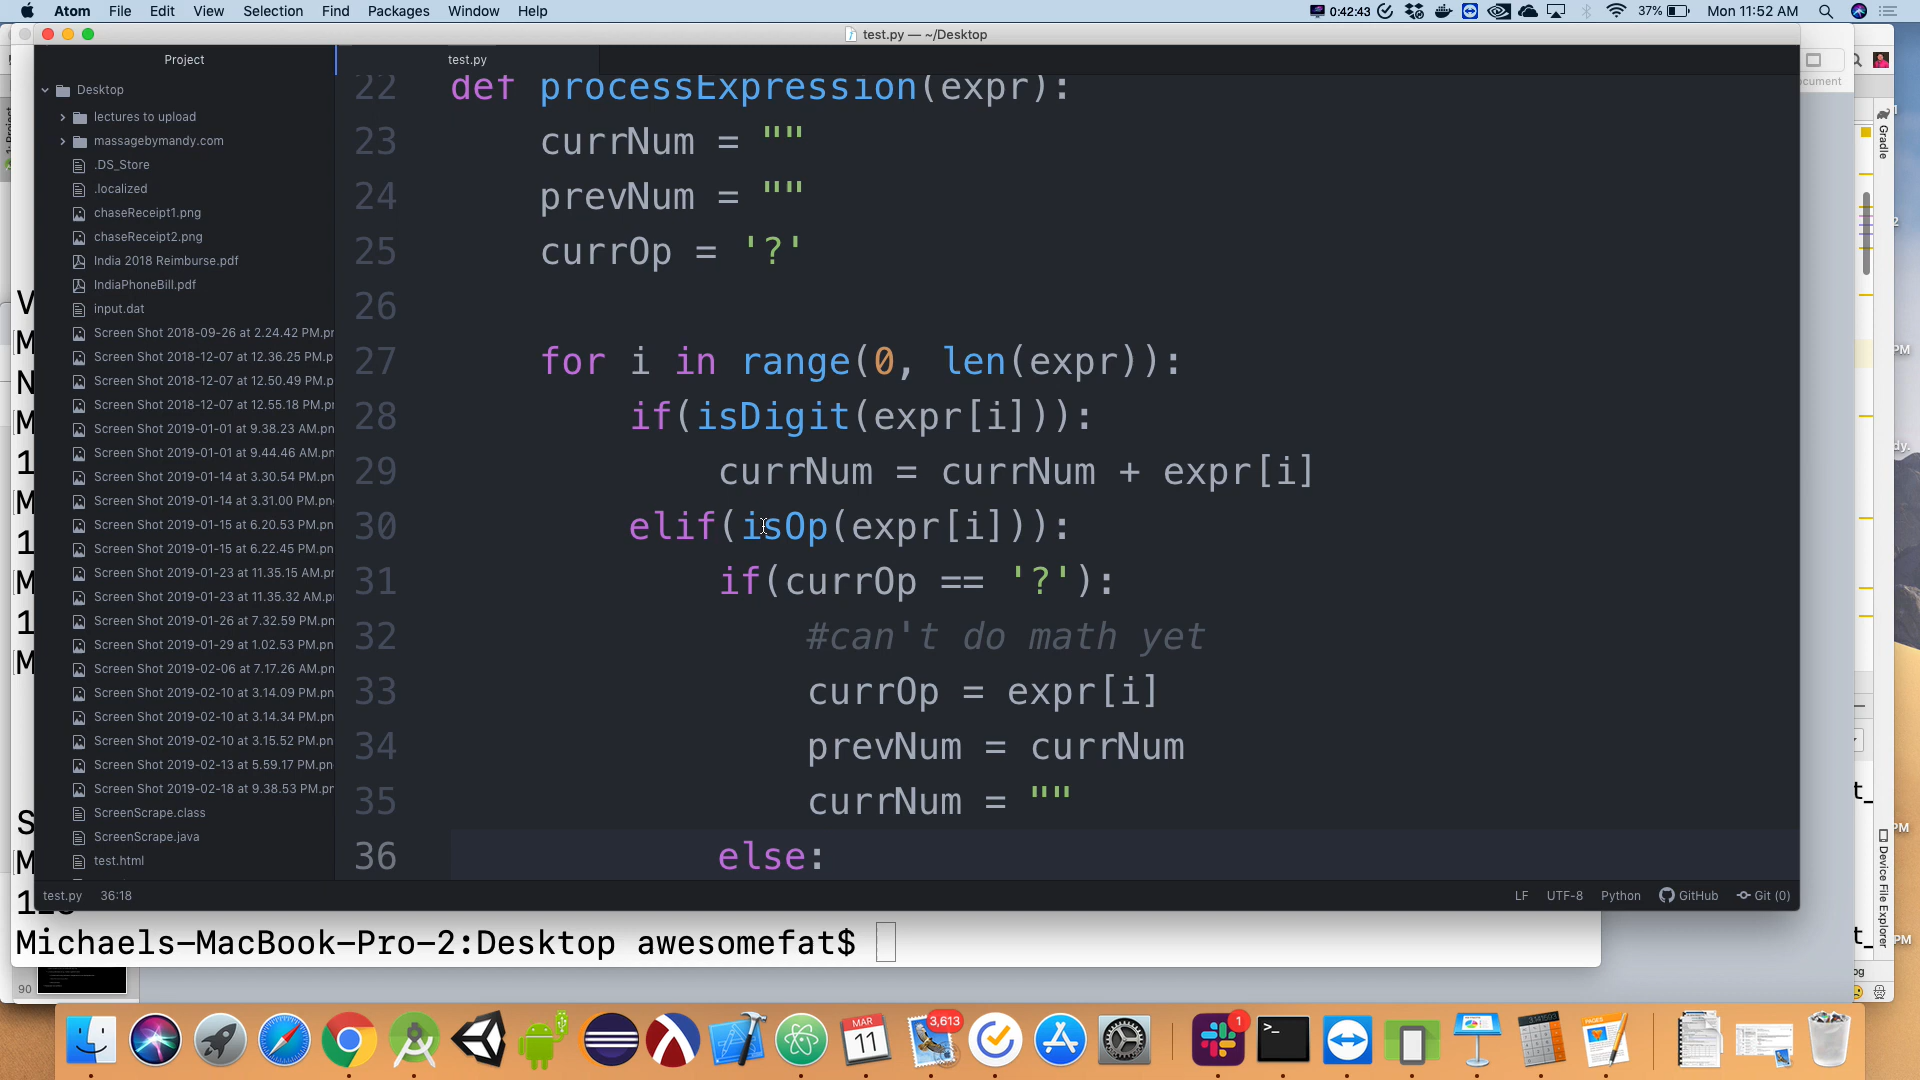 Atom File Edit View Selection Find Packages Window Help
0:42:43 37% Mon 11:52 AM
test.py — ~/Desktop
Project
test.py
Desktop
lectures to upload
massagebymandy.com
.DS_Store
.localized
chaseReceipt1.png
chaseReceipt2.png
India 2018 Reimburse.pdf
IndiaPhoneBill.pdf
input.dat
Screen Shot 2018-09-26 at 2.24.42 PM.pr
Screen Shot 2018-12-07 at 12.36.25 PM.p
Screen Shot 2018-12-07 at 12.50.49 PM.p
Screen Shot 2018-12-07 at 12.55.18 PM.pr
Screen Shot 2019-01-01 at 9.38.23 AM.pn
Screen Shot 2019-01-01 at 9.44.46 AM.pn
Screen Shot 2019-01-14 at 3.30.54 PM.pn
Screen Shot 2019-01-14 at 3.31.00 PM.pn
Screen Shot 2019-01-15 at 6.20.53 PM.pn
Screen Shot 2019-01-15 at 6.22.45 PM.pn
Screen Shot 2019-01-23 at 11.35.15 AM.pr
Screen Shot 2019-01-23 at 11.35.32 AM.p
Screen Shot 2019-01-26 at 7.32.59 PM.pn
Screen Shot 2019-01-29 at 1.02.53 PM.pn
Screen Shot 2019-02-06 at 7.17.26 AM.pn
Screen Shot 2019-02-10 at 3.14.09 PM.pn
Screen Shot 2019-02-10 at 3.14.34 PM.pn
Screen Shot 2019-02-10 at 3.15.52 PM.pn
Screen Shot 2019-02-13 at 5.59.17 PM.pn
Screen Shot 2019-02-18 at 9.38.53 PM.pr
ScreenScrape.class
ScreenScrape.java
test.html
22 def processExpression(expr):
23 currNum = ""
24 prevNum = ""
25 currOp = '?'
26
27 for i in range(0, len(expr)):
28 if(isDigit(expr[i])):
29 currNum = currNum + expr[i]
30 elif(isOp(expr[i])):
31 if(currOp == '?'):
32 #can't do math yet
33 currOp = expr[i]
34 prevNum = currNum
35 currNum = ""
36 else:
test.py 36:18 LF UTF-8 Python GitHub Git (0)
Gradle
Device File Explorer
Michaels-MacBook-Pro-2:Desktop awesomefat$
90
MAR
11
3,613
1